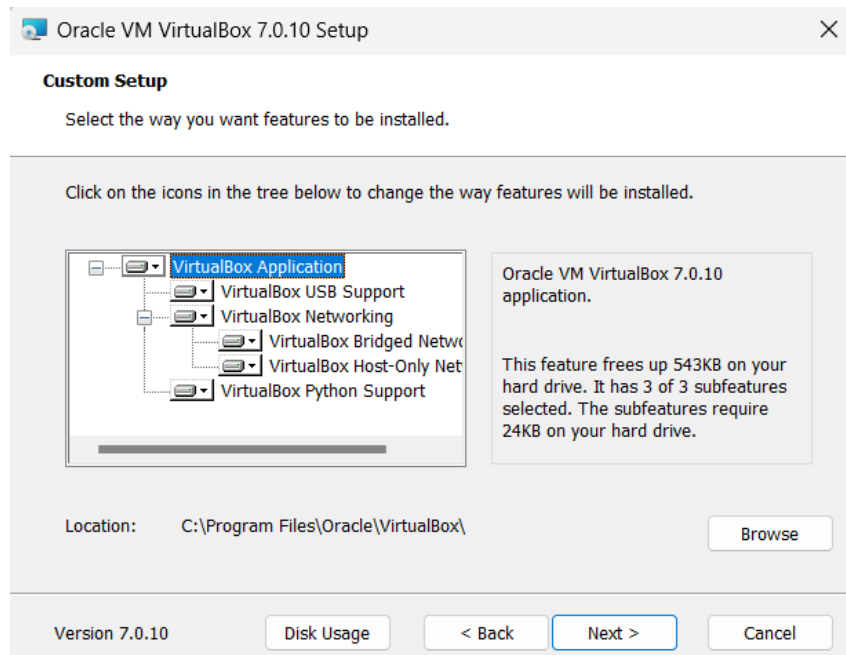 Oracle VM VirtualBox 7.0.10 Setup
Custom Setup
Select the way you want features to be installed.
Click on the icons in the tree below to change the way features will be installed.
VirtualBox Application
VirtualBox USB Support
VirtualBox Networking
VirtualBox Bridged Netwo
VirtualBox Host-Only Net
VirtualBox Python Support
Oracle VM VirtualBox 7.0.10
application.
This feature frees up 543KB on your
hard drive. It has 3 of 3 subfeatures
selected. The subfeatures require
24KB on your hard drive.
Location: C:\Program Files\Oracle\VirtualBox\
Browse
Version 7.0.10
Disk Usage
< Back
Next >
Cancel